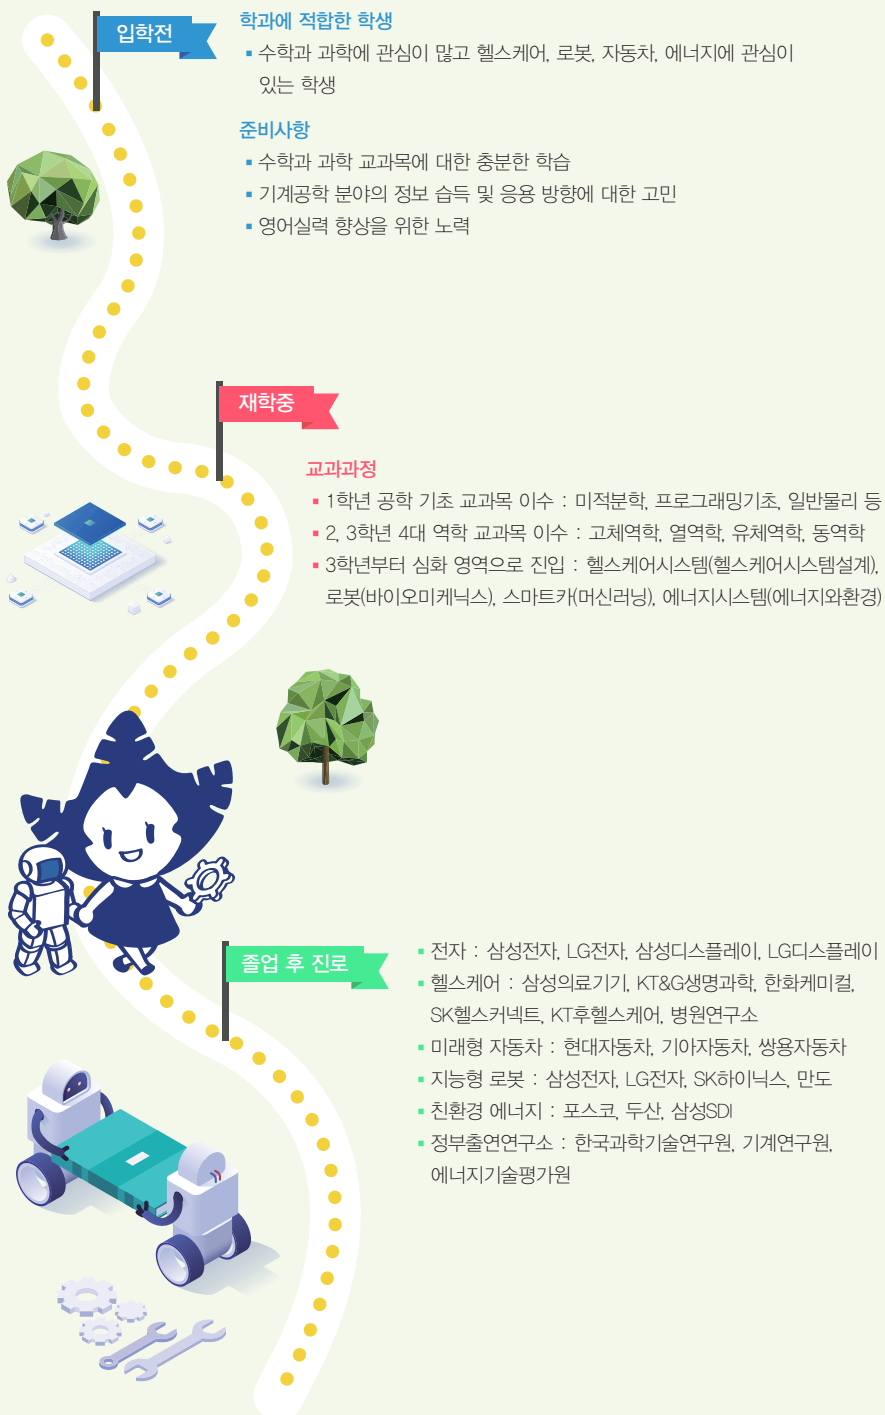 입학전
학과에 적합한 학생
▪ 수학과 과학에 관심이 많고 헬스케어, 로봇, 자동차, 에너지에 관심이
있는 학생
준비사항
▪ 수학과 과학 교과목에 대한 충분한 학습
▪ 기계공학 분야의 정보 습득 및 응용 방향에 대한 고민
▪ 영어실력 향상을 위한 노력
재학중
교과과정
▪ 1학년 공학 기초 교과목 이수 : 미적분학, 프로그래밍기초, 일반물리 등
▪ 2, 3학년 4대 역학 교과목 이수 : 고체역학, 열역학, 유체역학, 동역학
▪ 3학년부터 심화 영역으로 진입 : 헬스케어시스템(헬스케어시스템설계),
로봇(바이오미케닉스), 스마트카(머신러닝), 에너지시스템(에너지와환경)
졸업 후 진로
▪ 전자 : 삼성전자, LG전자, 삼성디스플레이, LG디스플레이
▪ 헬스케어 : 삼성의료기기, KT&G생명과학, 한화케미컬,
SK헬스커넥트, KT후헬스케어, 병원연구소
▪ 미래형 자동차 : 현대자동차, 기아자동차, 쌍용자동차
▪ 지능형 로봇 : 삼성전자, LG전자, SK하이닉스, 만도
▪ 친환경 에너지 : 포스코, 두산, 삼성SDI
▪ 정부출연연구소 : 한국과학기술연구원, 기계연구원,
에너지기술평가원